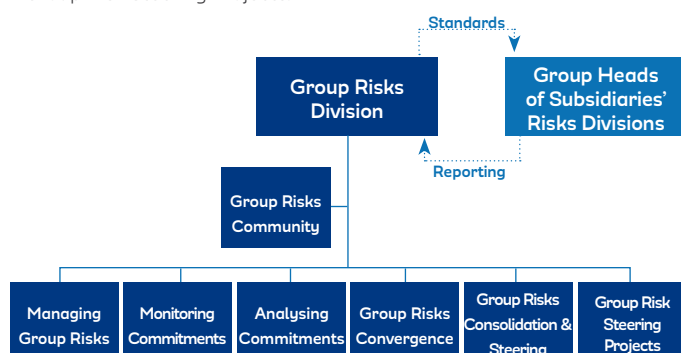 Standards
Group Risks
Division
Group Heads
of Subsidiaries'
Risks Divisions
Reporting
Group Risks
Community
Managing
Group Risks
Monitoring
Commitments
Analysing
Commitments
Group Risks
Convergence
Group Risks
Consolidation &
Steering
Group Risk
Steering
Projects